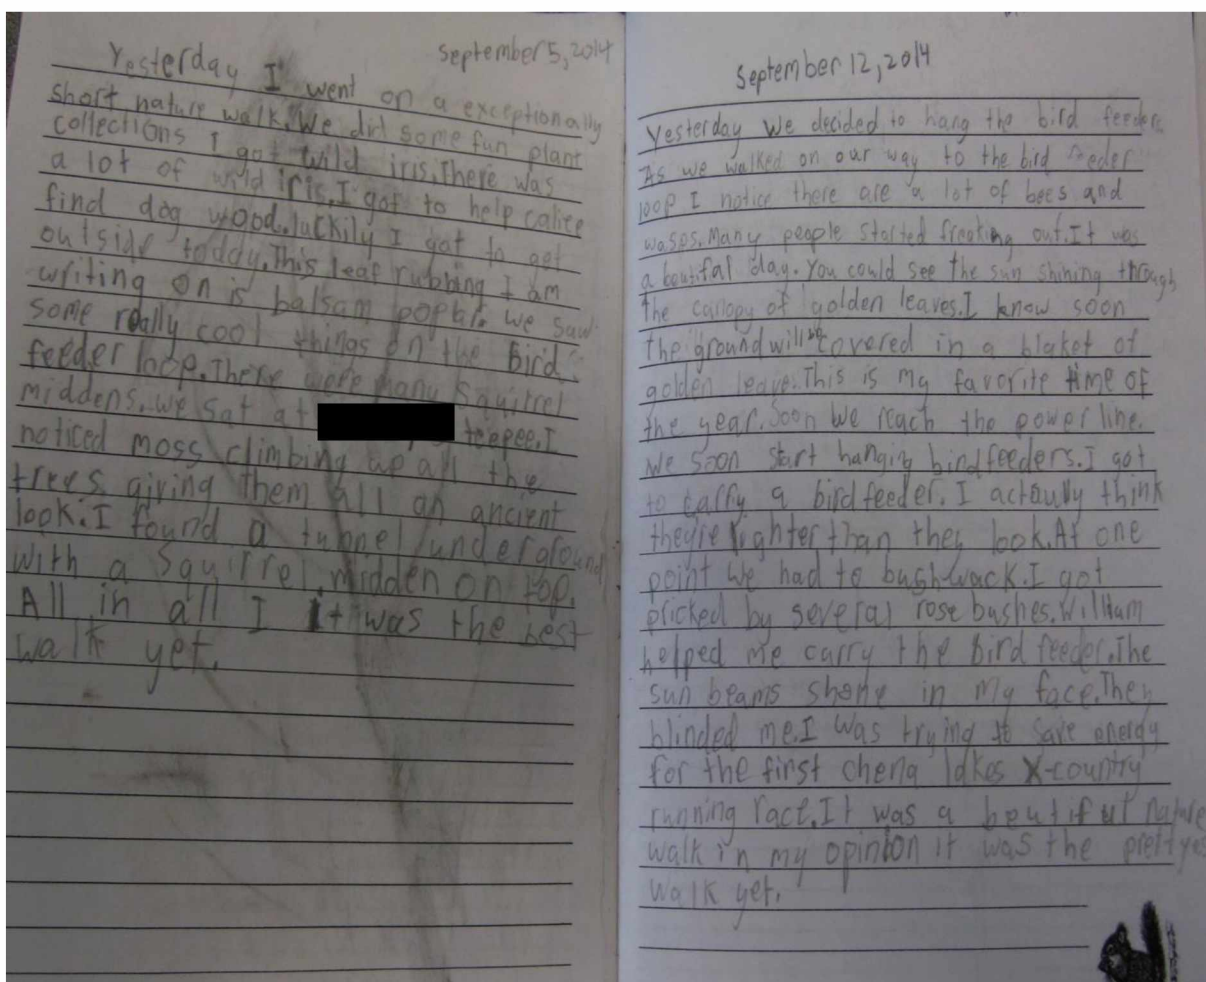 September 5, 2014
Yesterday I went on a exceptionally
short nature walk. We did some fun plant
collections I got wild iris. There was
a lot of wild iris. I got to help
find dog wood. luckily I got to get
outside today. This leaf rubbing I am
writing on is balsam poplar. We saw
some really cool things on the bird
feeder loop. There were many squirrel
middens. we sat at teepee. I
noticed moss climbing up all the
trees giving them all an ancient
look. I found a tunnel underground
with a squirrel midden on top.
All in all I it was the best
walk yet.
September 12, 2014
Yesterday we decided to hang the bird feeders
As we walked on our way to the bird feeder
loop I notice there are a lot of bees and
wasps. Many people started freaking out. It was
a beutifal day. You could see the sun shining through
the canopy of golden leaves. I know soon
the ground will be covered in a blaket of
golden leave. This is my favorite time of
the year. Soon we reach the power line.
We soon start hanging birdfeeders. I got
to carry a birdfeeder. I actaully think
they're lighter than they look. At one
point we had to bushwack. I got
pricked by several rose bushes. William
helped me carry the bird feeder. The
sun beams shone in my face. They
blinded me. I was trying to save energy
for the first chena lakes X-country
running race. It was a beutiful nature
walk in my opinion it was the prettyes
walk yet.